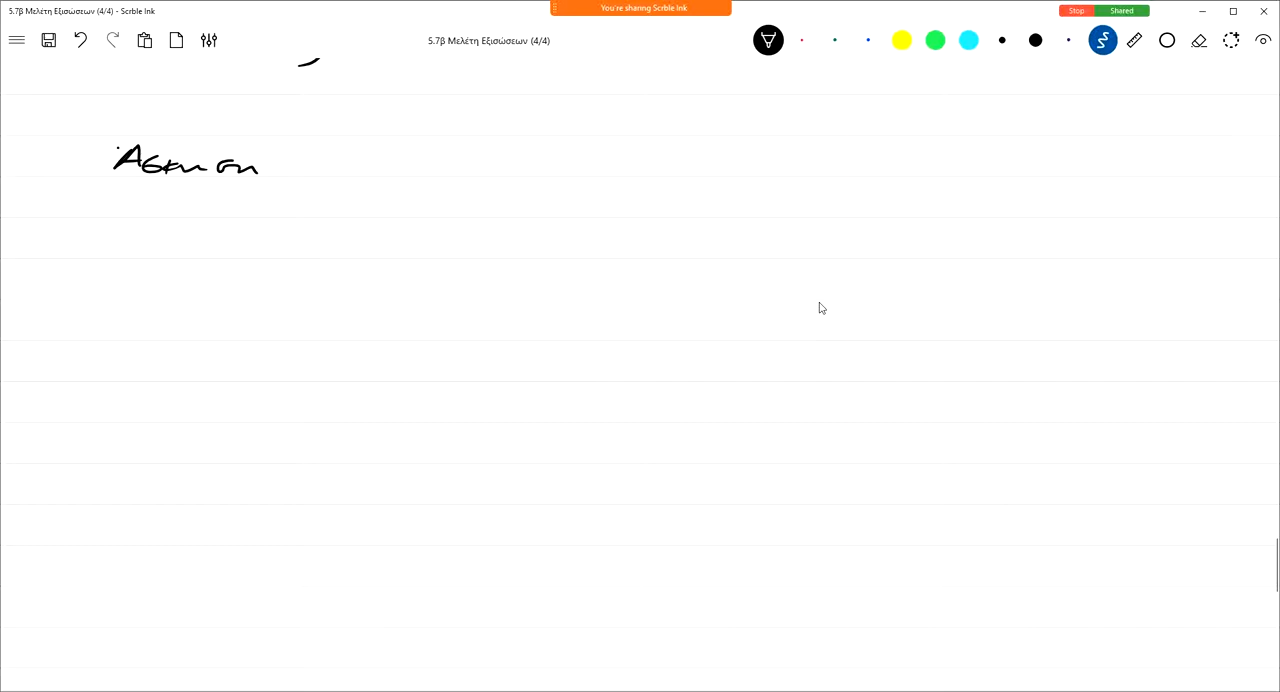 5.7β Μελέτη Εξισώσεων (4/4) - Scrble Ink
You're sharing Scrble Ink
Stop Shared
5.7β Μελέτη Εξισώσεων (4/4)
Άσκηση